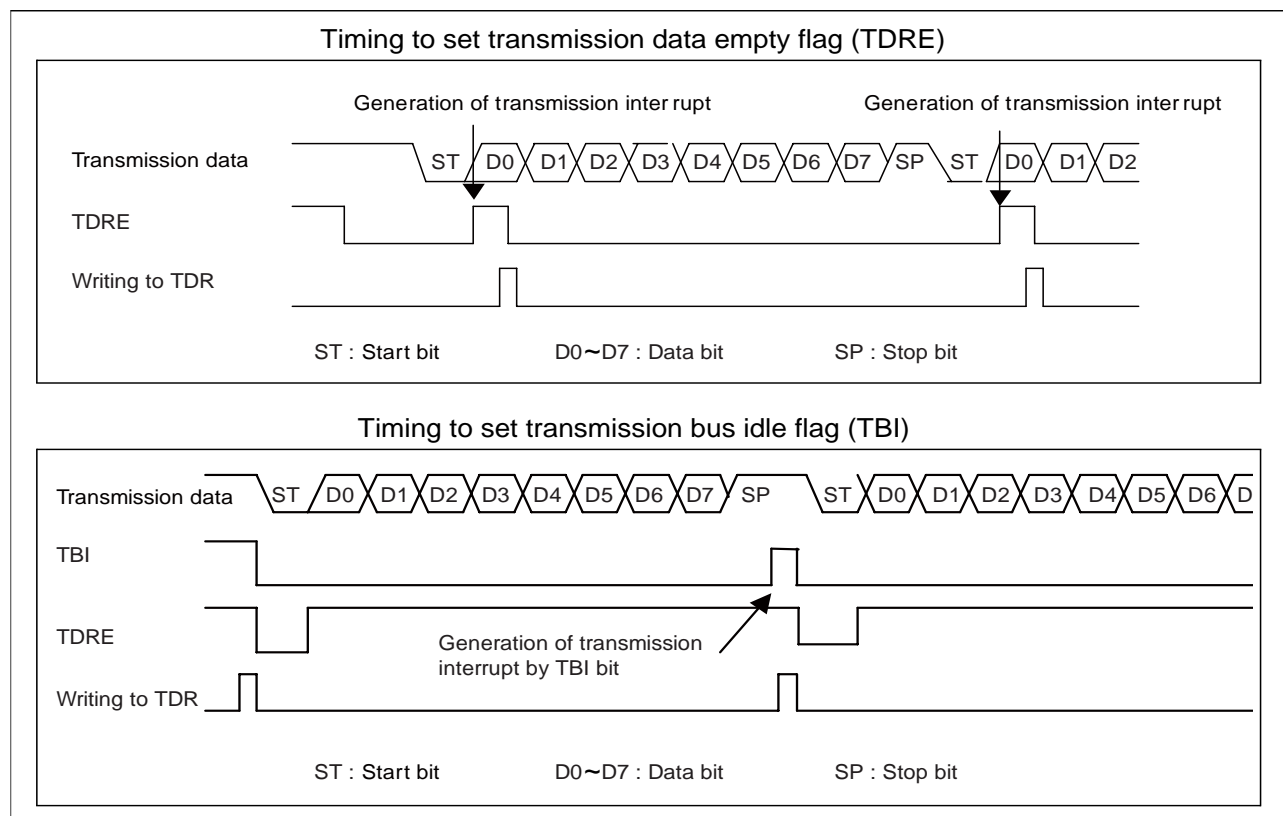 Timing to set transmission data empty flag (TDRE)
Generation of transmission inter rupt Generation of transmission inter rupt
Transmission data ST D0 D1 D2 D3 D4 D5 D6 D7 SP ST D0 D1 D2
TDRE
Writing to TDR
ST : Start bit D0~D7 : Data bit SP : Stop bit
Timing to set transmission bus idle flag (TBI)
Transmission data ST D0 D1 D2 D3 D4 D5 D6 D7 SP ST D0 D1 D2 D3 D4 D5 D6 D
TBI
TDRE
Generation of transmission
interrupt by TBI bit
Writing to TDR
ST : Start bit D0~D7 : Data bit SP : Stop bit